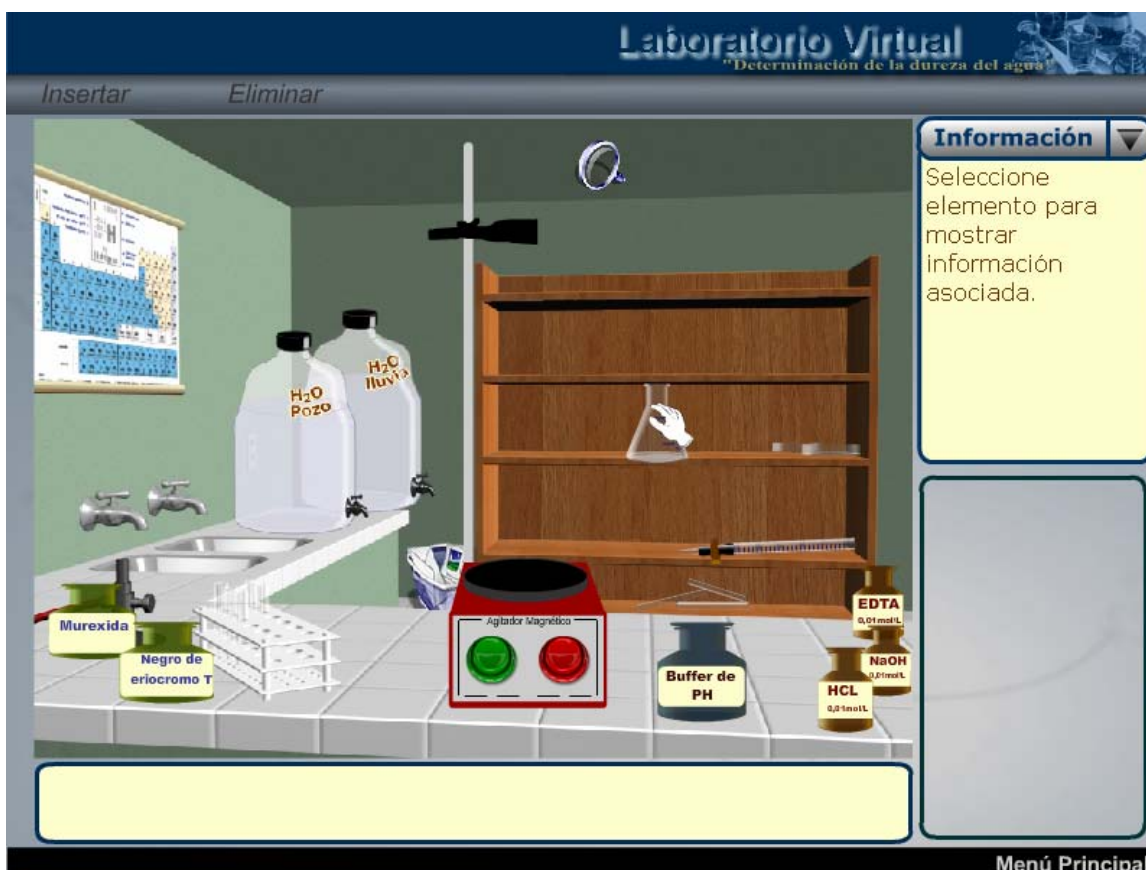 Laboratorio Virtual
"Determinación de la dureza del agua"
Insertar Eliminar
Información
Seleccione
elemento para
mostrar
información
asociada.
H2O
lluvia
H2O
Pozo
Murexida
Negro de
eriocromo T
Agitador Magnético
Buffer de
PH
EDTA
0,01mol/L
NaOH
0,01mol/L
HCL
0,01mol/L
Menú Principal